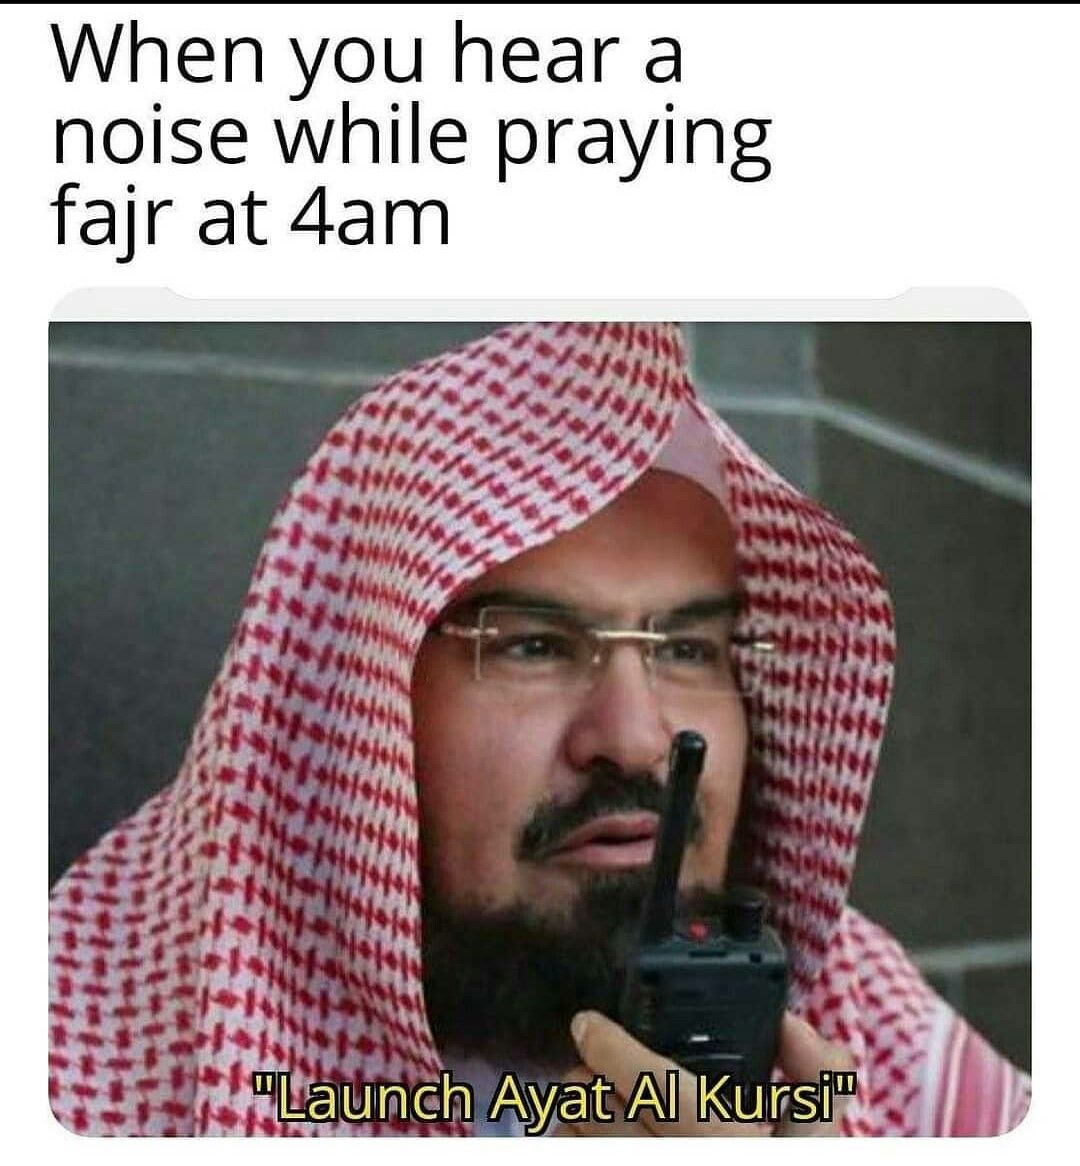 When you hear a
noise while praying
fajr at 4am
"Launch Ayat Al Kursi"